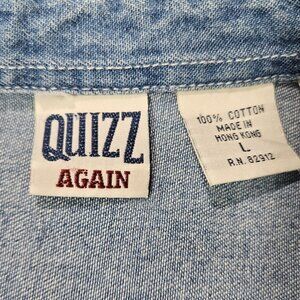 QUIZZ
AGAIN
100% COTTON
MADE IN
HONG KONG
L
R.N. 82912